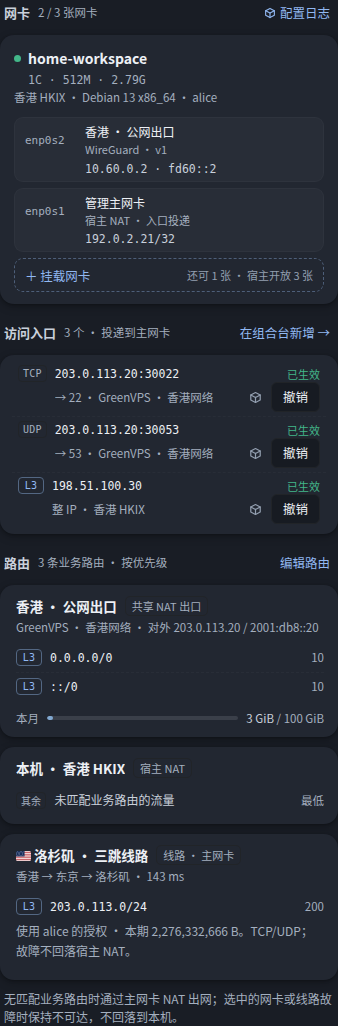 网卡 2 / 3 张网卡 配置日志
home-workspace
1C · 512M · 2.79G
香港 HKIX • Debian 13 x86_64 • alice
enp0s2 香港 • 公网出口
WireGuard • v1
10.60.0.2 · fd60::2
enp0s1 管理主网卡
宿主 NAT • 入口投递
192.0.2.21/32
＋ 挂载网卡 还可 1 张 • 宿主开放 3 张
访问入口 3 个 • 投递到主网卡 在组合台新增 →
TCP 203.0.113.20:30022 已生效
→ 22 • GreenVPS • 香港网络 撤销
UDP 203.0.113.20:30053 已生效
→ 53 • GreenVPS • 香港网络 撤销
L3 198.51.100.30 已生效
整 IP • 香港 HKIX 撤销
路由 3 条业务路由 • 按优先级 编辑路由
香港 • 公网出口 共享 NAT 出口
GreenVPS • 香港网络 • 对外 203.0.113.20 / 2001:db8::20
L3 0.0.0.0/0 10
L3 ::/0 10
本月 3 GiB / 100 GiB
本机 • 香港 HKIX 宿主 NAT
其余 未匹配业务路由的流量 最低
洛杉矶 • 三跳线路 线路 • 主网卡
香港 → 东京 → 洛杉矶 • 143 ms
L3 203.0.113.0/24 200
使用 alice 的授权 • 本期 2,276,332,666 B。TCP/UDP；
故障不回落宿主 NAT。
无匹配业务路由时通过主网卡 NAT 出网；选中的网卡或线路故
障时保持不可达，不回落到本机。